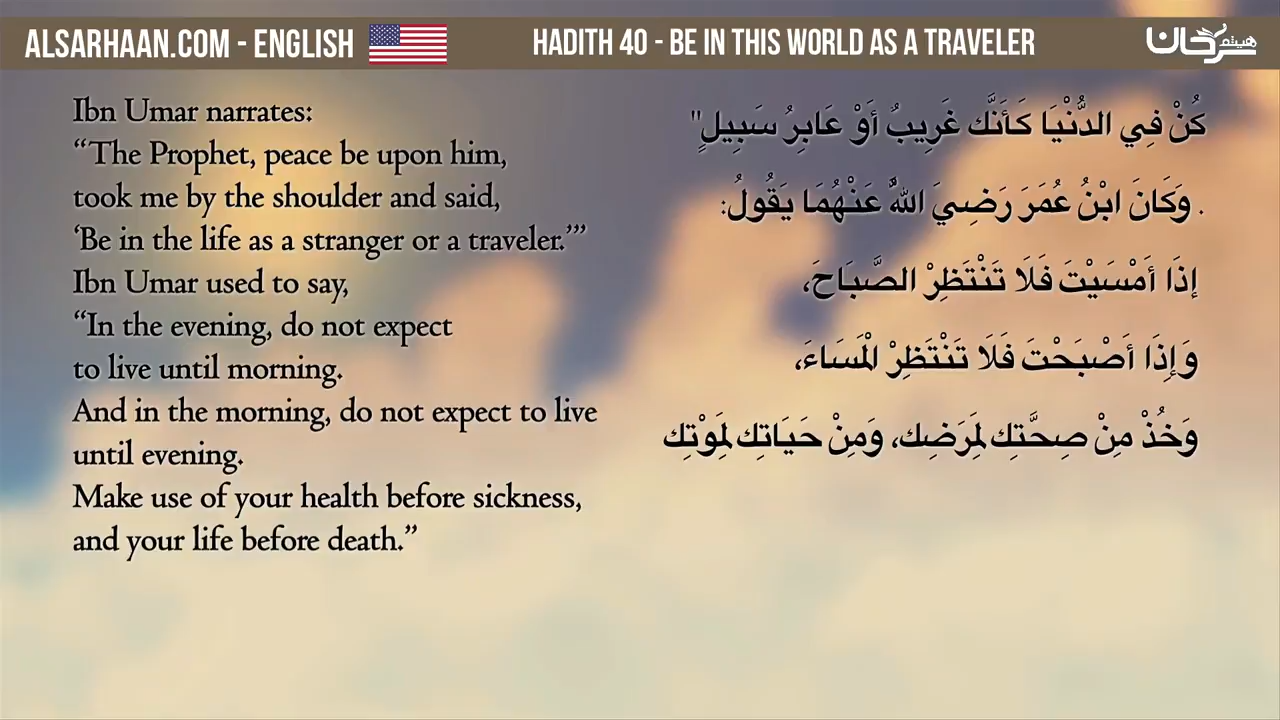 ALSARHAAN.COM - ENGLISH
HADITH 40 - BE IN THIS WORLD AS A TRAVELER
هيثم سرحان
Ibn Umar narrates:
“The Prophet, peace be upon him,
took me by the shoulder and said,
‘Be in the life as a stranger or a traveler.’”
Ibn Umar used to say,
“In the evening, do not expect
to live until morning.
And in the morning, do not expect to live
until evening.
Make use of your health before sickness,
and your life before death.”
كُنْ فِي الدُّنْيَا كَأَنَّك غَرِيبٌ أَوْ عَابِرُ سَبِيلٍ"
. وَكَانَ ابْنُ عُمَرَ رَضِيَ اللهُ عَنْهُمَا يَقُولُ:
إذَا أَمْسَيْتَ فَلَا تَنْتَظِرْ الصَّبَاحَ،
وَإِذَا أَصْبَحْتَ فَلَا تَنْتَظِرْ الْمَسَاءَ،
وَخُذْ مِنْ صِحَّتِك لِمَرَضِك، وَمِنْ حَيَاتِك لِمَوْتِك